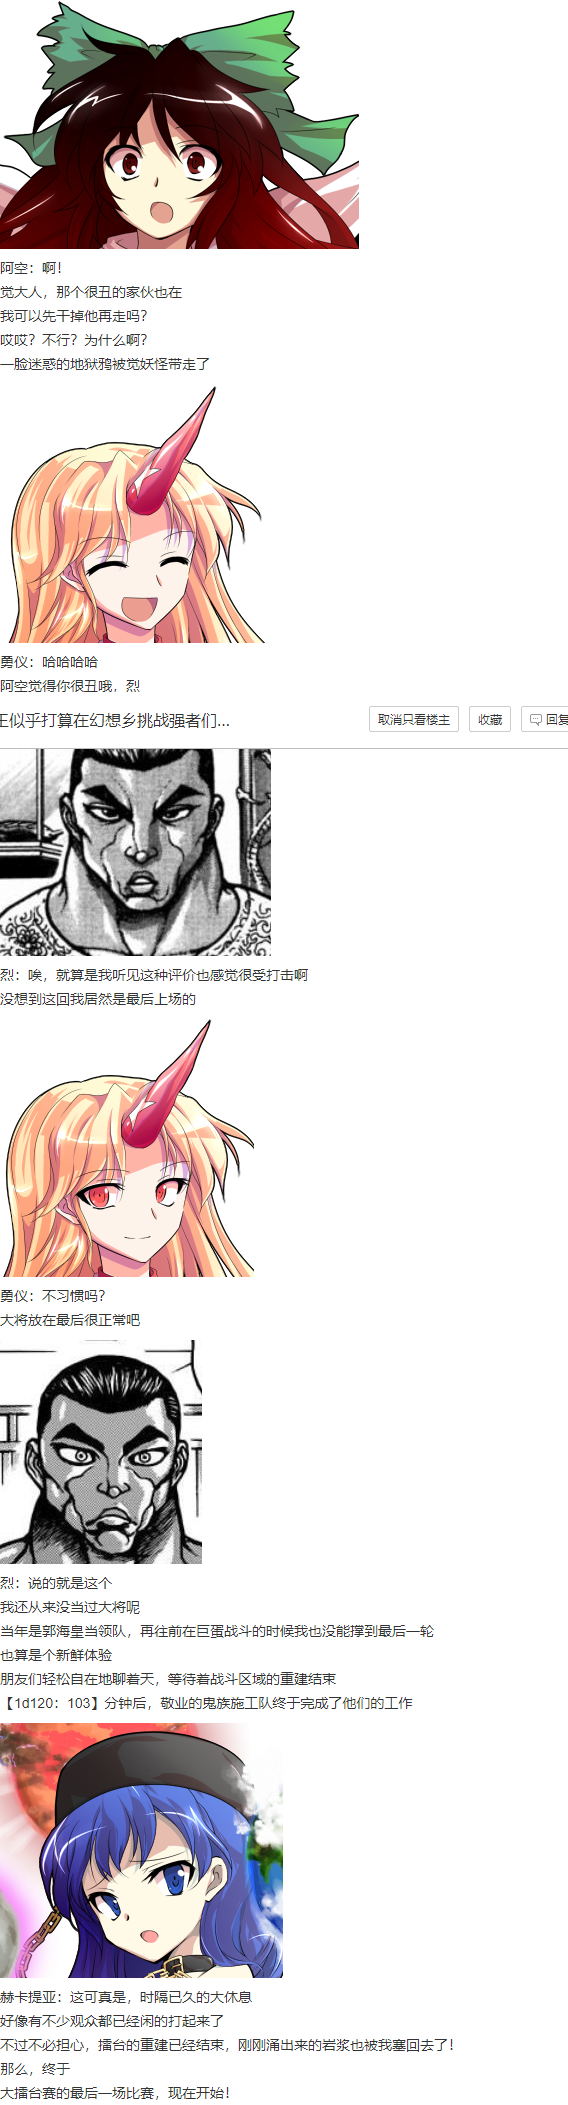 阿空：啊！
觉大人，那个很丑的家伙也在
我可以先干掉他再走吗？
哎哎？不行？为什么啊？
一脸迷惑的地狱鸦被觉妖怪带走了
勇仪：哈哈哈哈
阿空觉得你很丑哦，烈
王似乎打算在幻想乡挑战强者们...
取消只看楼主
收藏
回复
烈：唉，就算是我听见这种评价也感觉很受打击啊
没想到这回我居然是最后上场的
勇仪：不习惯吗？
大将放在最后很正常吧
烈：说的就是这个
我还从来没当过大将呢
当年是郭海皇当领队，再往前在巨蛋战斗的时候我也没能撑到最后一轮
也算是个新鲜体验
朋友们轻松自在地聊着天，等待着战斗区域的重建结束
【1d120：103】分钟后，敬业的鬼族施工队终于完成了他们的工作
赫卡提亚：这可真是，时隔已久的大休息
好像有不少观众都已经闲的打起来了
不过不必担心，擂台的重建已经结束，刚刚涌出来的岩浆也被我塞回去了！
那么，终于
大擂台赛的最后一场比赛，现在开始！